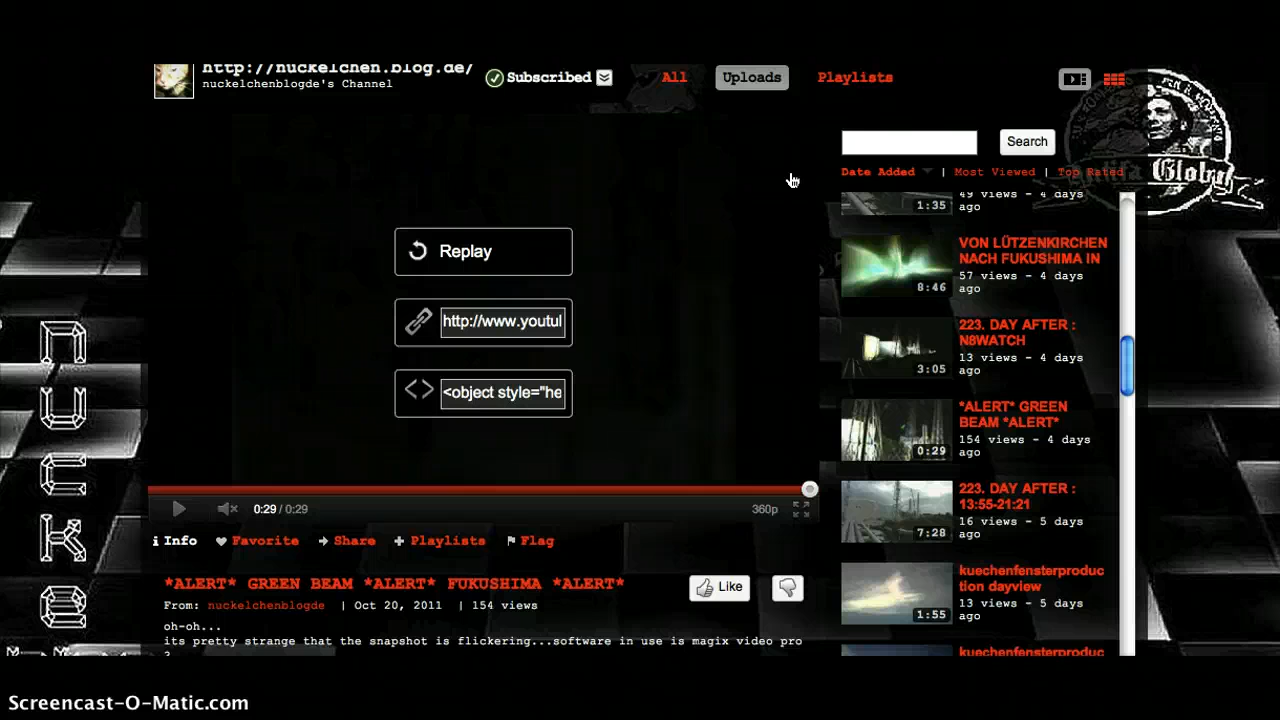 http://nuckelchen.blog.de/
nuckelchenblogde's Channel
Subscribed
All
Uploads
Playlists
Search
Date Added | Most Viewed | Top Rated
Antifa Global
49 views - 4 days
ago
1:35
VON LÜTZENKIRCHEN
NACH FUKUSHIMA IN
57 views - 4 days
ago
8:46
223. DAY AFTER :
N8WATCH
13 views - 4 days
ago
3:05
*ALERT* GREEN
BEAM *ALERT*
154 views - 4 days
ago
0:29
223. DAY AFTER :
13:55-21:21
16 views - 5 days
ago
7:28
kuechenfensterproduc
tion dayview
13 views - 5 days
ago
1:55
kuechenfensterproduc
Replay
http://www.youtul
<object style="he
0:29 / 0:29
360p
Info
Favorite
Share
Playlists
Flag
*ALERT* GREEN BEAM *ALERT* FUKUSHIMA *ALERT*
Like
From: nuckelchenblogde | Oct 20, 2011 | 154 views
oh-oh...
its pretty strange that the snapshot is flickering...software in use is magix video pro
n
u
c
k
e
Screencast-O-Matic.com